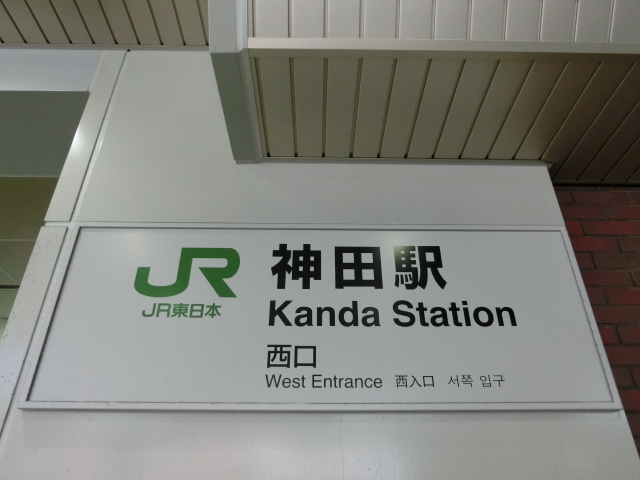 JR
JR東日本
神田駅
Kanda Station
西口
West Entrance 西入口 서쪽 입구